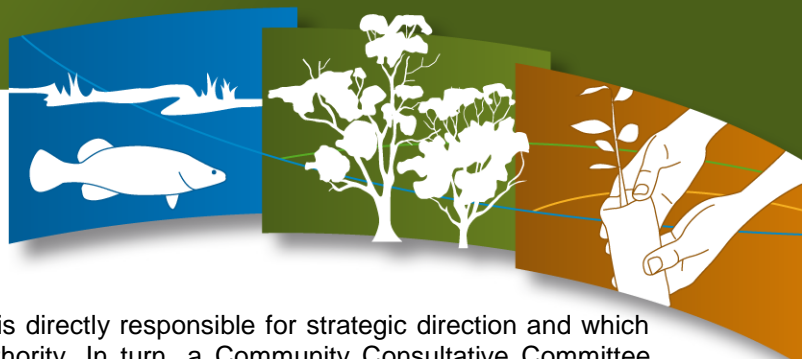 is directly responsible for strategic direction and which
hority. In turn, a Community Consultative Committee